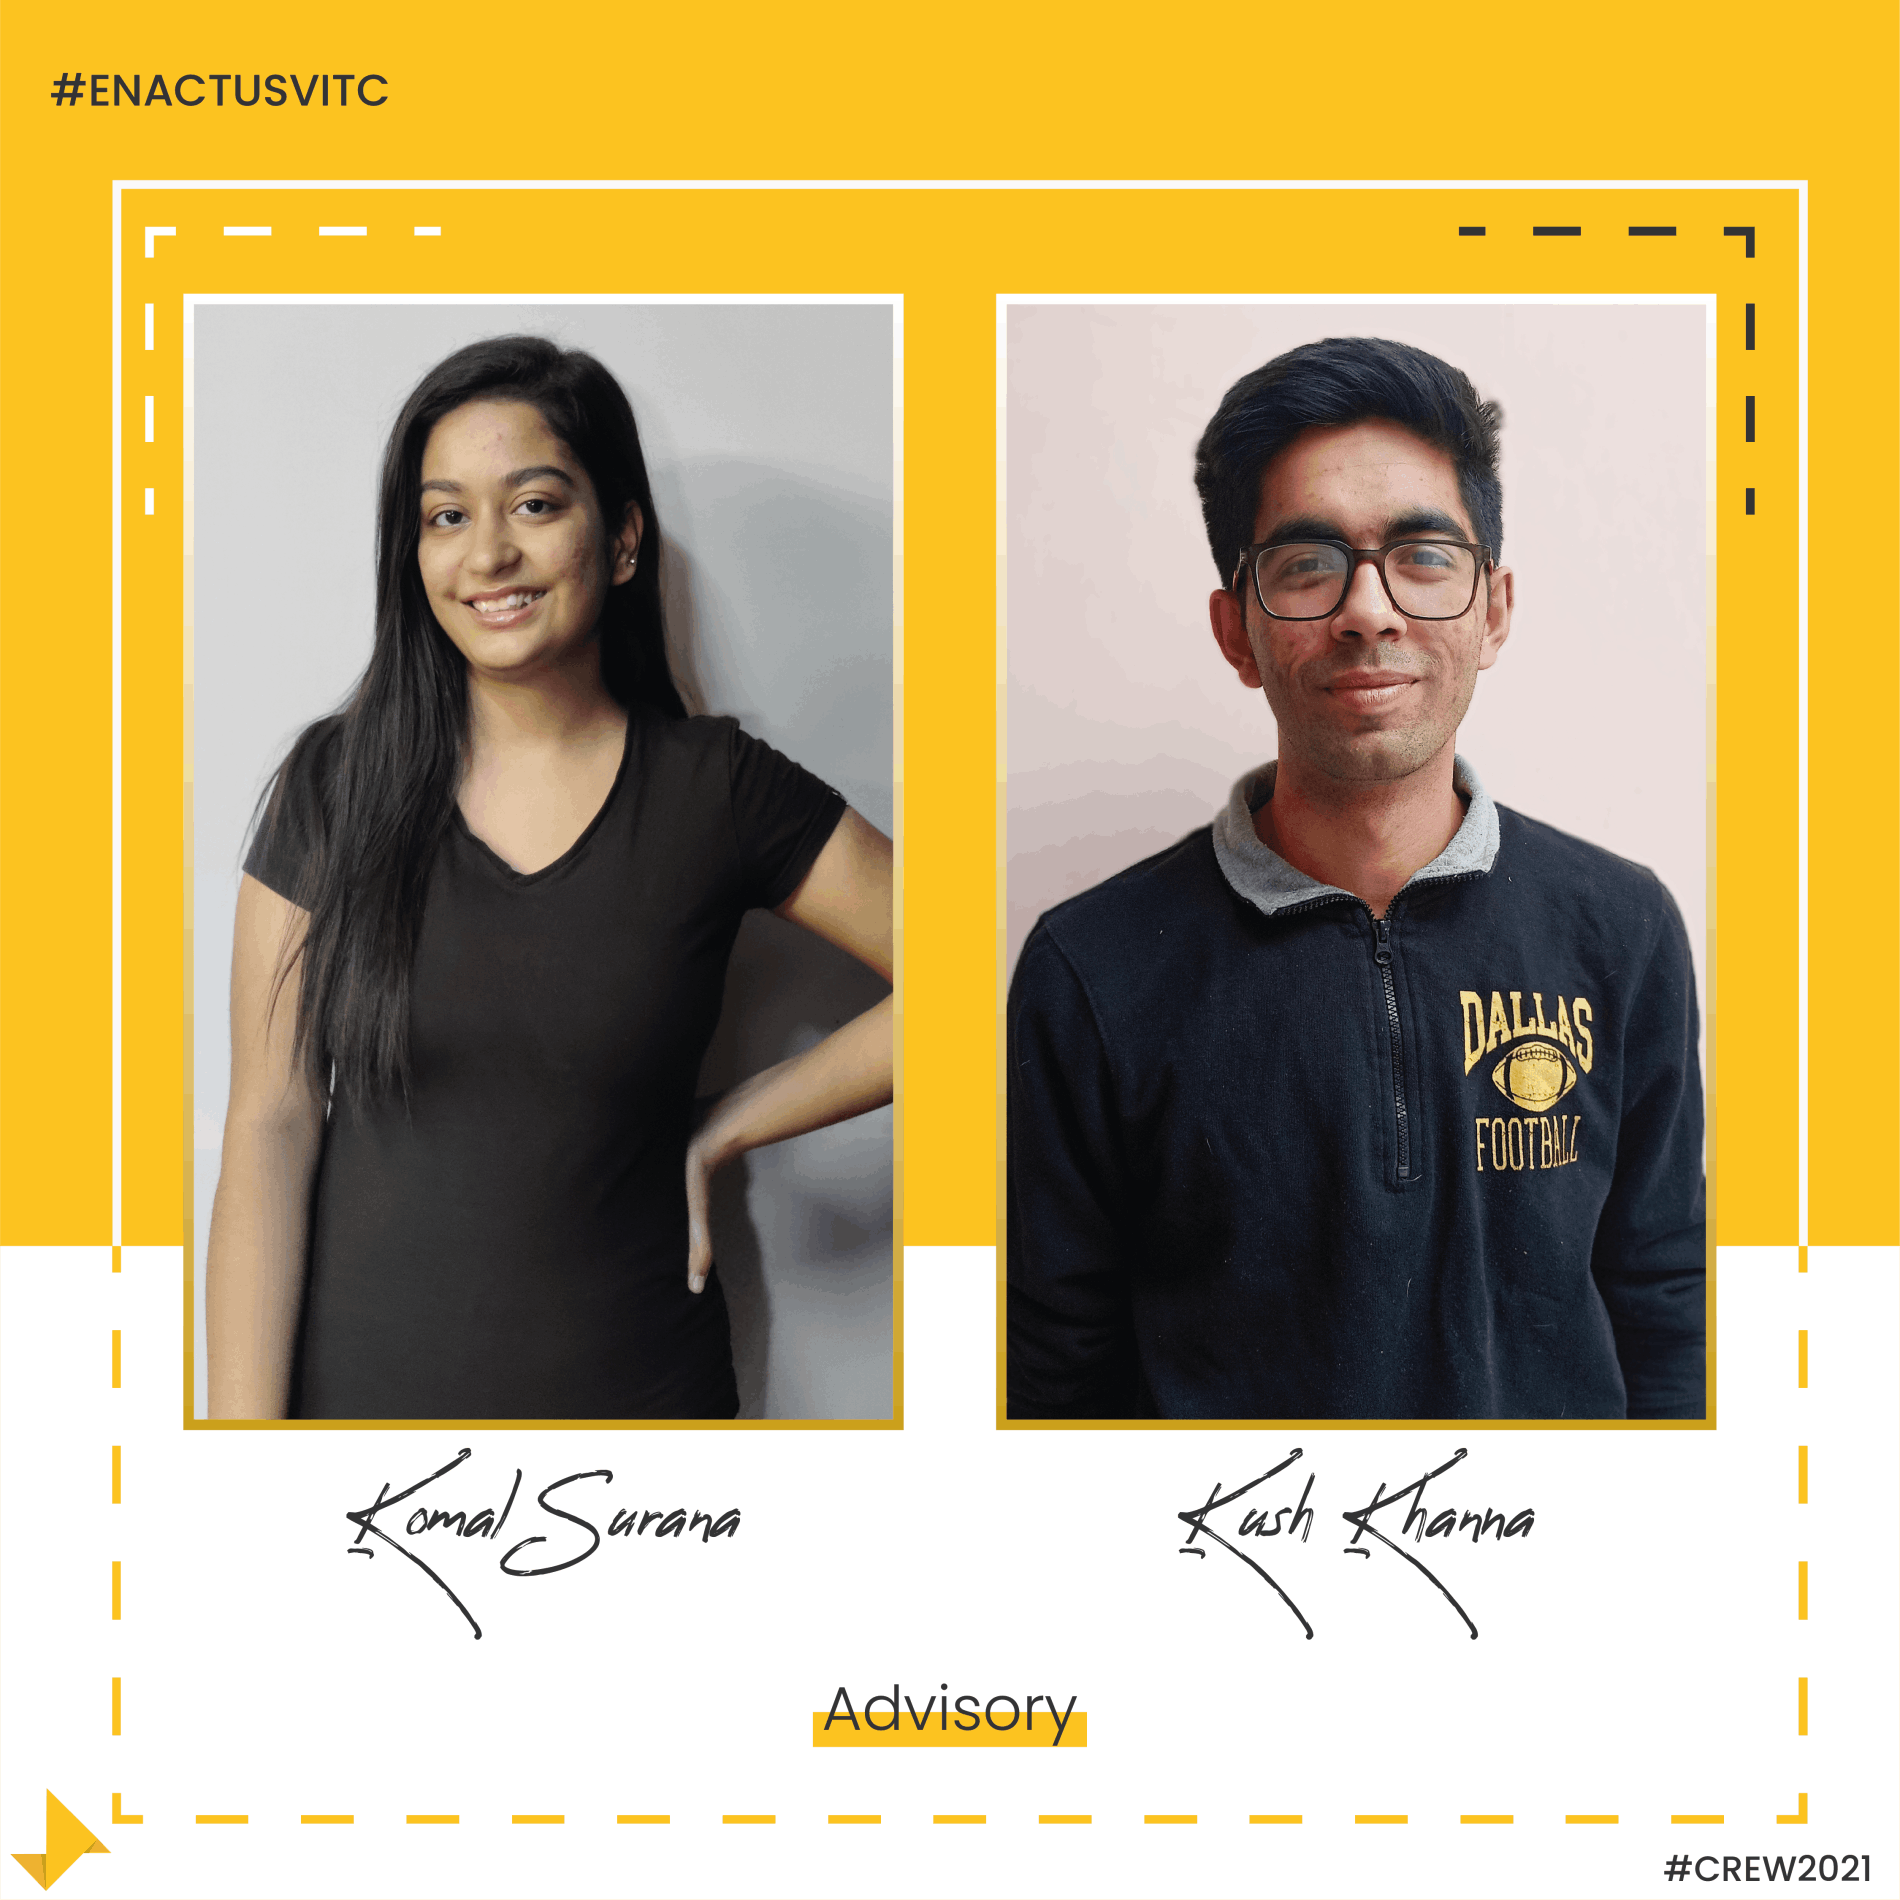 #ENACTUSVITC
DALLAS
FOOTBALL
Komal Surana
Kush Khanna
Advisory
#CREW2021